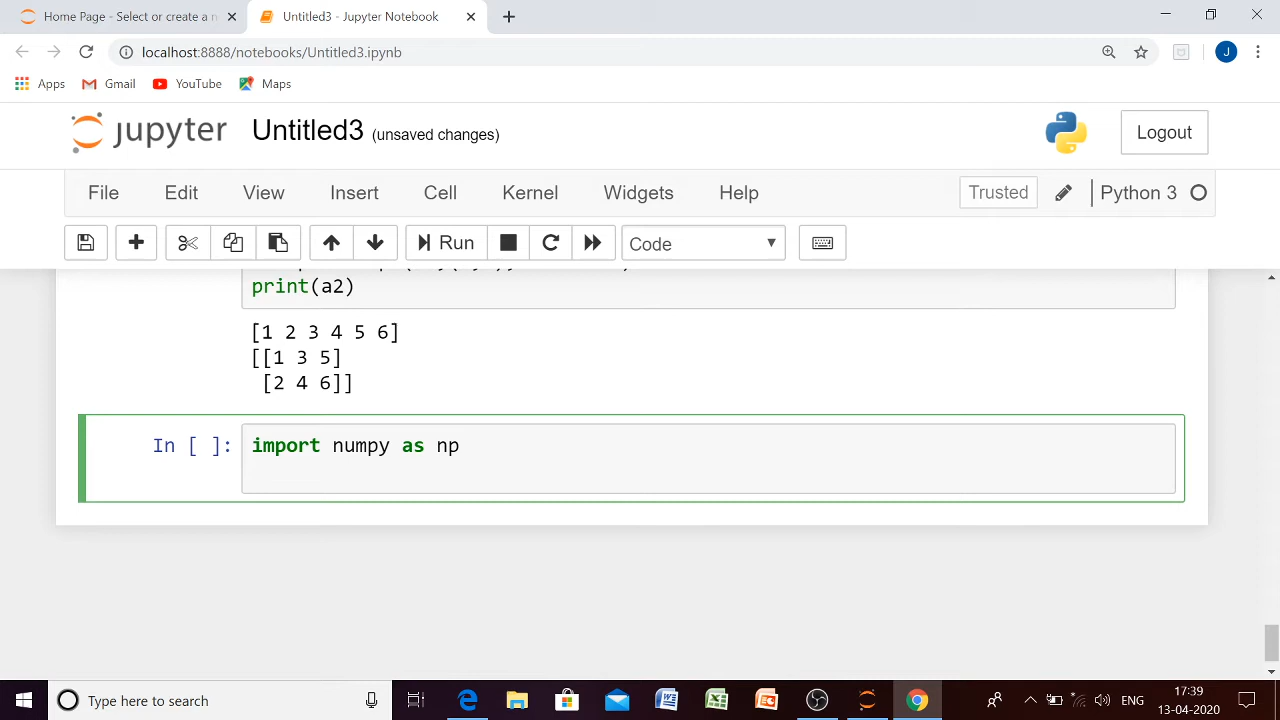 Home Page - Select or create a n
Untitled3 - Jupyter Notebook
localhost:8888/notebooks/Untitled3.ipynb
J
Apps Gmail YouTube Maps
jupyter Untitled3 (unsaved changes)
Logout
File Edit View Insert Cell Kernel Widgets Help
Trusted Python 3
Run Code
print(a2)
[1 2 3 4 5 6]
[[1 3 5]
 [2 4 6]]
In [ ]: import numpy as np
Type here to search
ENG
17:39
13-04-2020